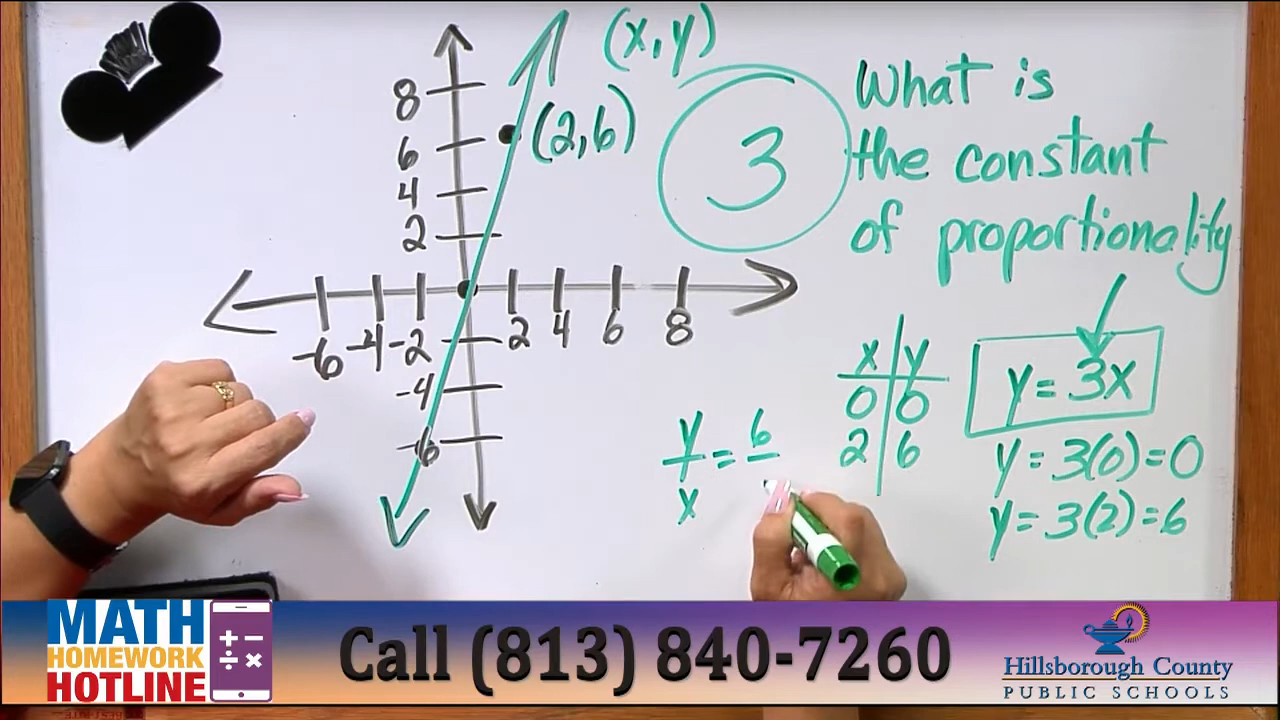 (x,y)
(2,6)
3
What is
the constant
of proportionality
8
6
4
2
-6 -4 -2 2 4 6 8
-4
-6
x y
0 0
2 6
y = 3x
y = 3(0) = 0
y = 3(2) = 6
y/x = 6
MATH
HOMEWORK
HOTLINE
+ −
÷ ×
Call (813) 840-7260
Hillsborough County
PUBLIC SCHOOLS